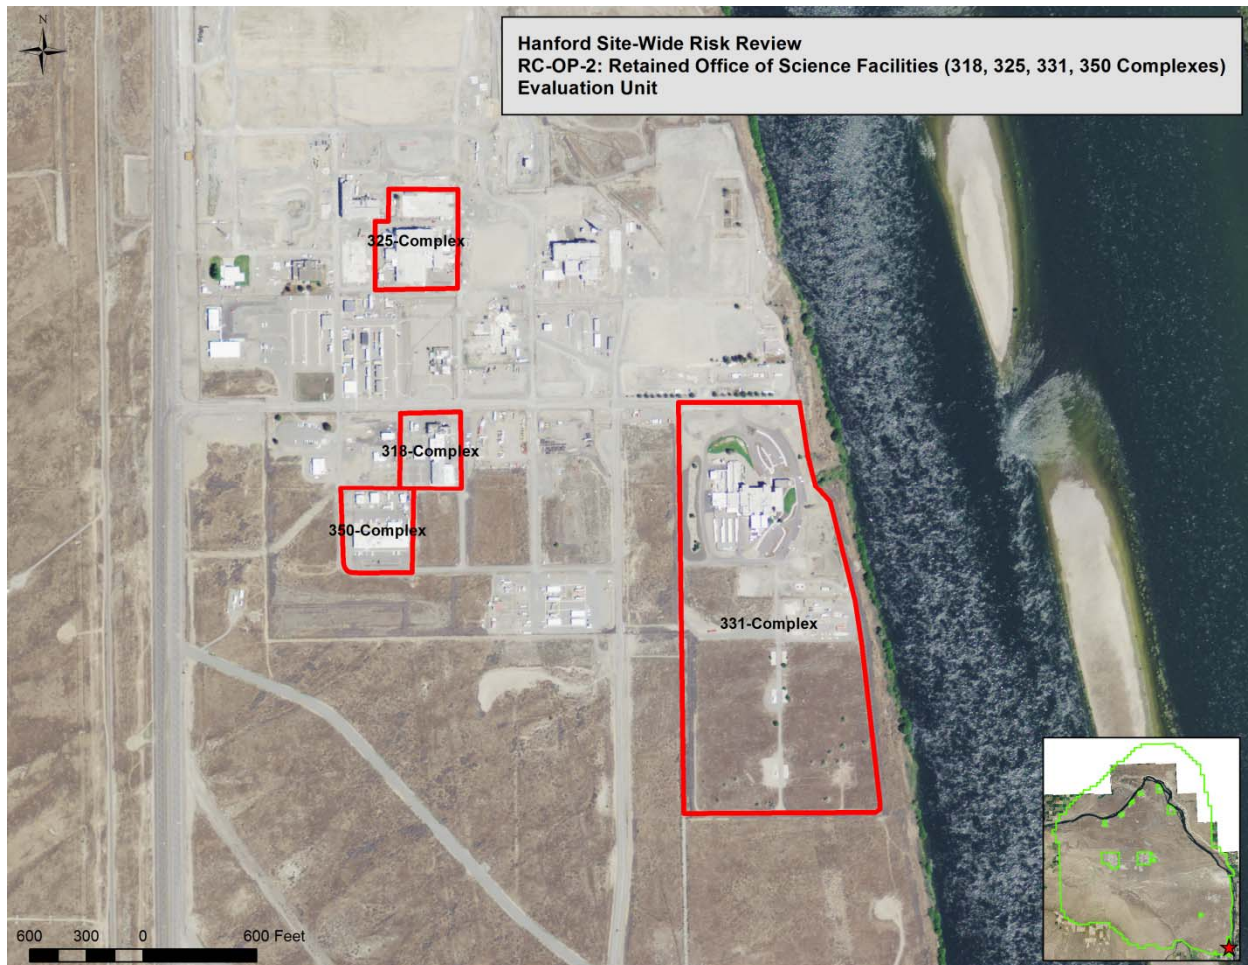 N
Hanford Site-Wide Risk Review
RC-OP-2: Retained Office of Science Facilities (318, 325, 331, 350 Complexes)
Evaluation Unit
325-Complex
318-Complex
350-Complex
331-Complex
600 300 0 600 Feet